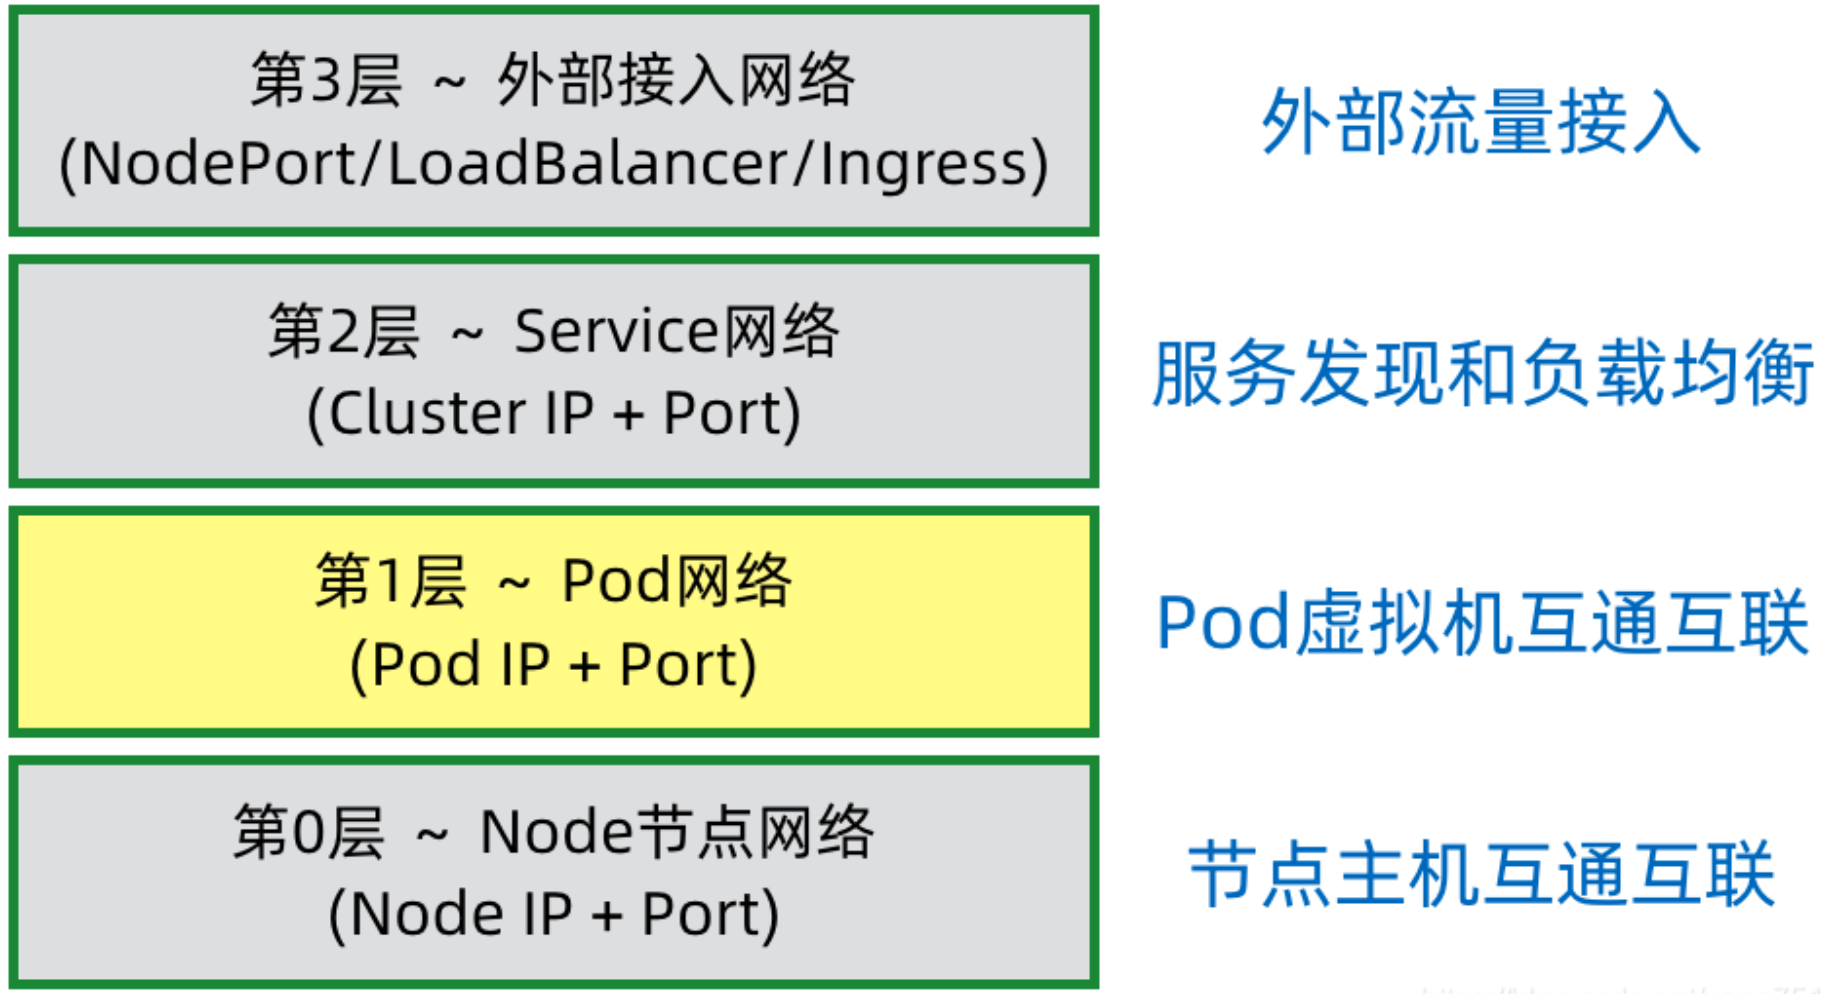 第3层 ~ 外部接入网络
(NodePort/LoadBalancer/Ingress)
外部流量接入
第2层 ~ Service网络
(Cluster IP + Port)
服务发现和负载均衡
第1层 ~ Pod网络
(Pod IP + Port)
Pod虚拟机互通互联
第0层 ~ Node节点网络
(Node IP + Port)
节点主机互通互联